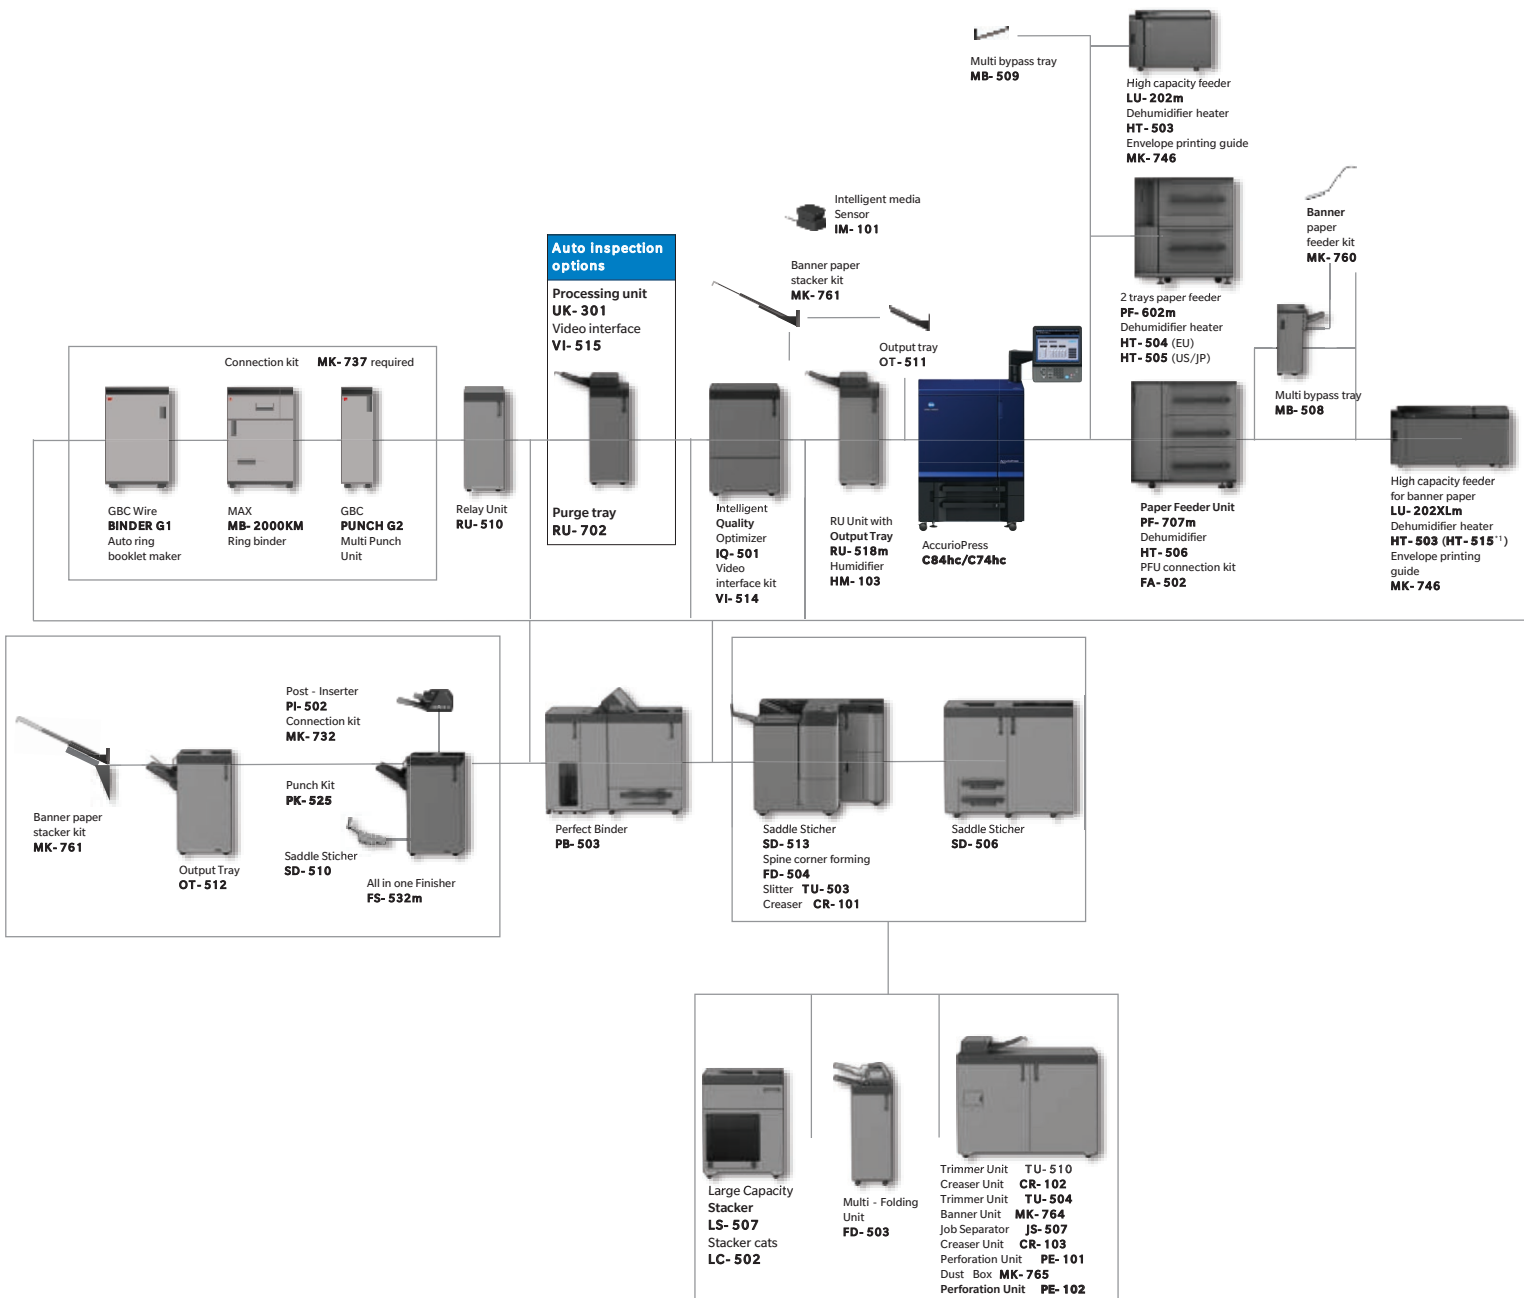 Multi bypass tray
MB-509
High capacity feeder
LU-202m
Dehumidifier heater
HT-503
Envelope printing guide
MK-746
Intelligent media
Sensor
IM-101
Banner
paper
feeder kit
MK-760
Auto inspection
options
Processing unit
UK-301
Video interface
VI-515
Banner paper
stacker kit
MK-761
Output tray
OT-511
2 trays paper feeder
PF-602m
Dehumidifier heater
HT-504 (EU)
HT-505 (US/JP)
Connection kit MK-737 required
Multi bypass tray
MB-508
GBC Wire
BINDER G1
Auto ring
booklet maker
MAX
MB-2000KM
Ring binder
GBC
PUNCH G2
Multi Punch
Unit
Relay Unit
RU-510
Purge tray
RU-702
Intelligent
Quality
Optimizer
IQ-501
Video
interface kit
VI-514
RU Unit with
Output Tray
RU-518m
Humidifier
HM-103
AccurioPress
C84hc/C74hc
Paper Feeder Unit
PF-707m
Dehumidifier
HT-506
PFU connection kit
FA-502
High capacity feeder
for banner paper
LU-202XLm
Dehumidifier heater
HT-503 (HT-515*1)
Envelope printing
guide
MK-746
Banner paper
stacker kit
MK-761
Output Tray
OT-512
Post - Inserter
PI-502
Connection kit
MK-732
Punch Kit
PK-525
Saddle Sticher
SD-510
All in one Finisher
FS-532m
Perfect Binder
PB-503
Saddle Sticher
SD-513
Spine corner forming
FD-504
Slitter TU-503
Creaser CR-101
Saddle Sticher
SD-506
Large Capacity
Stacker
LS-507
Stacker cats
LC-502
Multi - Folding
Unit
FD-503
Trimmer Unit TU-510
Creaser Unit CR-102
Trimmer Unit TU-504
Banner Unit MK-764
Job Separator JS-507
Creaser Unit CR-103
Perforation Unit PE-101
Dust Box MK-765
Perforation Unit PE-102